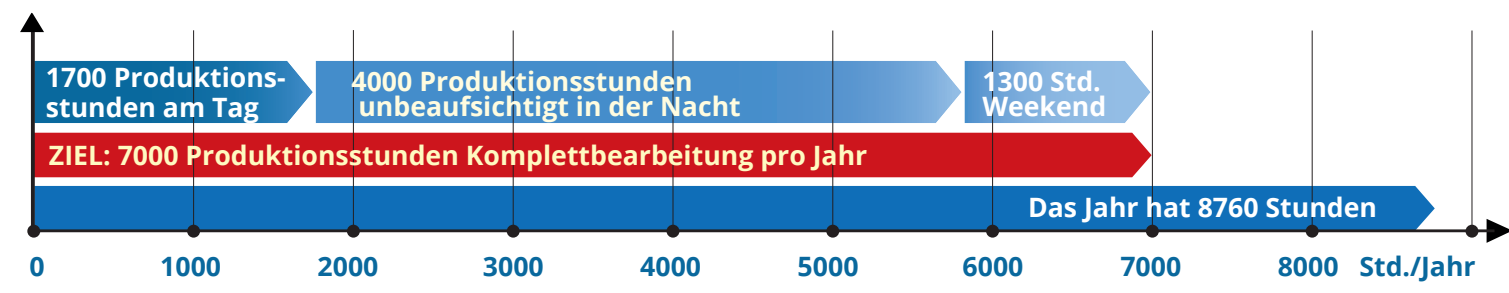 1700 Produktions-
stunden am Tag
4000 Produktionsstunden
unbeaufsichtigt in der Nacht
1300 Std.
Weekend
ZIEL: 7000 Produktionsstunden Komplettbearbeitung pro Jahr
Das Jahr hat 8760 Stunden
0 1000 2000 3000 4000 5000 6000 7000 8000 Std./Jahr